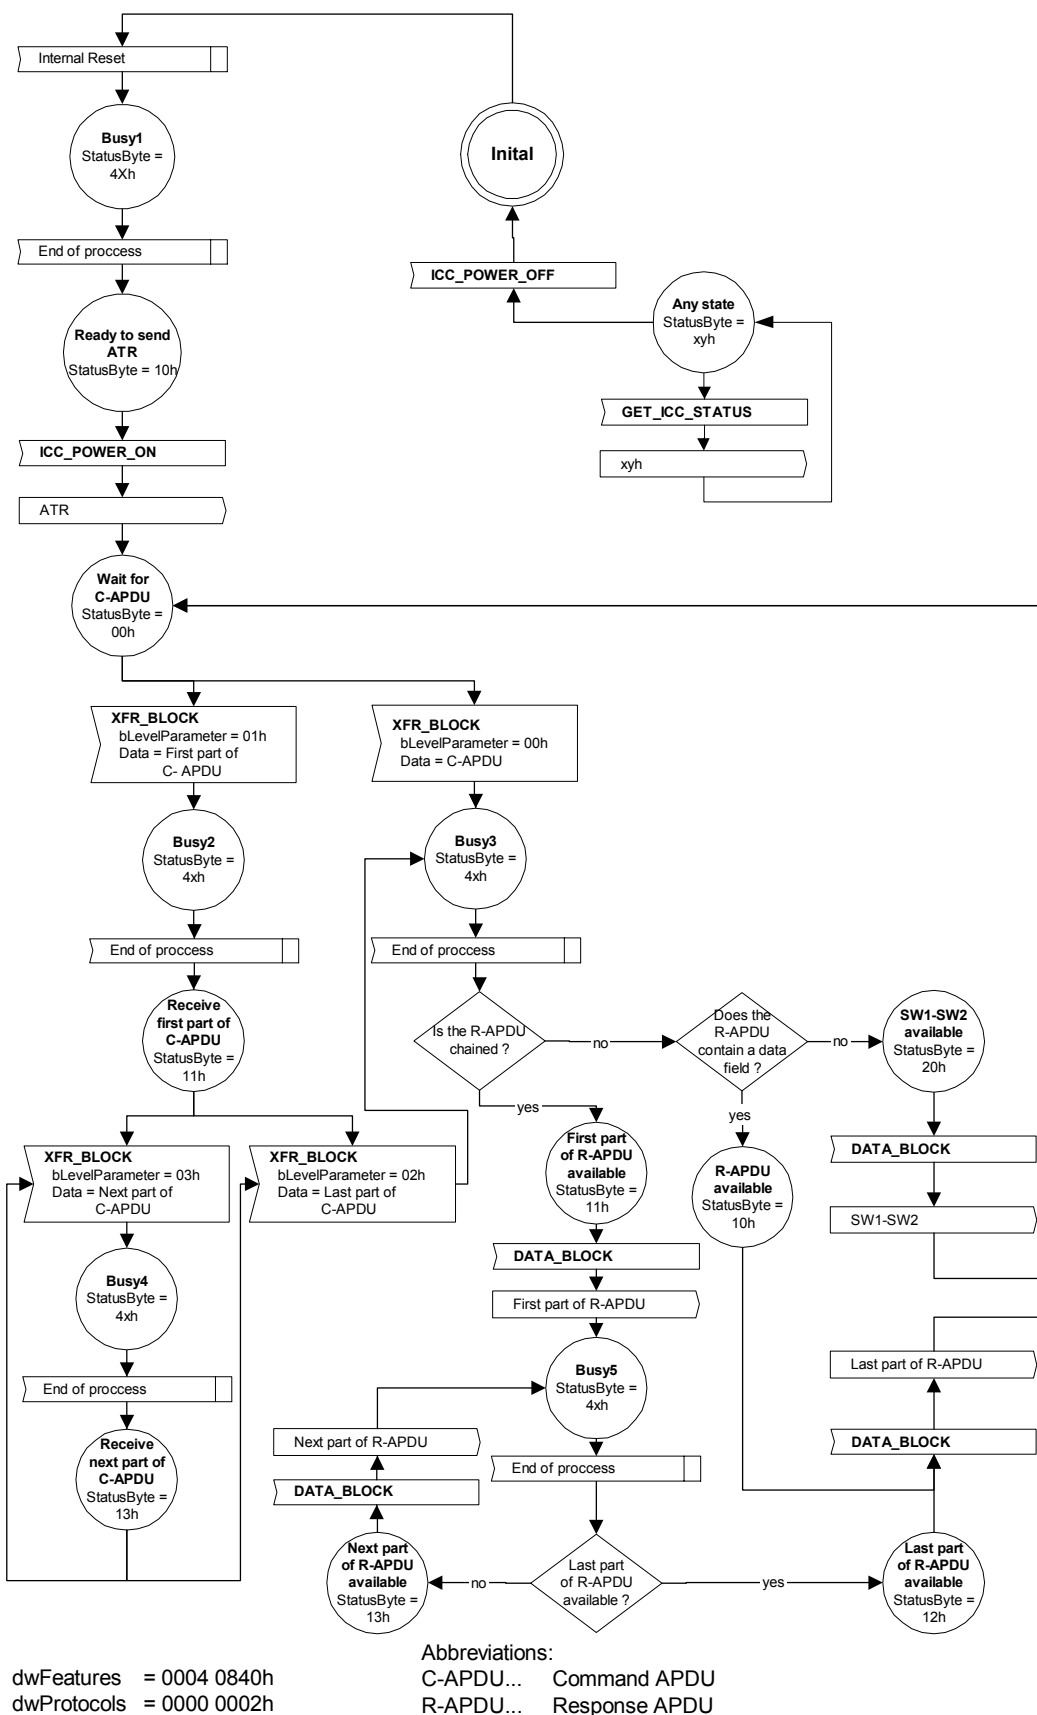 Internal Reset
Busy1
StatusByte =
4Xh
Inital
End of proccess
ICC_POWER_OFF
Any state
StatusByte =
xyh
Ready to send
ATR
StatusByte = 10h
GET_ICC_STATUS
ICC_POWER_ON
xyh
ATR
Wait for
C-APDU
StatusByte =
00h
XFR_BLOCK
bLevelParameter = 01h
Data = First part of
C- APDU
XFR_BLOCK
bLevelParameter = 00h
Data = C-APDU
Busy2
StatusByte =
4xh
Busy3
StatusByte =
4xh
End of proccess
End of proccess
Receive
first part of
C-APDU
StatusByte =
11h
Is the R-APDU
chained ?
no
Does the
R-APDU
contain a data
field ?
no
SW1-SW2
available
StatusByte =
20h
yes
yes
XFR_BLOCK
bLevelParameter = 03h
Data = Next part of
C-APDU
XFR_BLOCK
bLevelParameter = 02h
Data = Last part of
C-APDU
First part
of R-APDU
available
StatusByte =
11h
R-APDU
available
StatusByte =
10h
DATA_BLOCK
SW1-SW2
DATA_BLOCK
First part of R-APDU
Busy4
StatusByte =
4xh
Busy5
StatusByte =
4xh
Last part of R-APDU
End of proccess
Next part of R-APDU
DATA_BLOCK
End of proccess
DATA_BLOCK
Receive
next part of
C-APDU
StatusByte =
13h
Next part
of R-APDU
available
StatusByte =
13h
no
Last part
of R-APDU
available ?
yes
Last part
of R-APDU
available
StatusByte =
12h
Abbreviations:
dwFeatures = 0004 0840h
C-APDU... Command APDU
dwProtocols = 0000 0002h
R-APDU... Response APDU